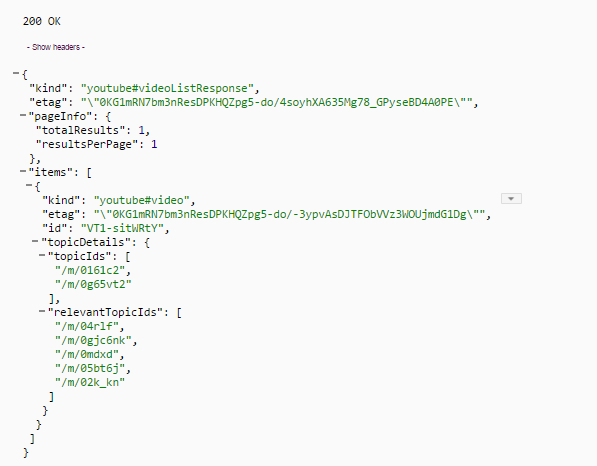 200 OK
- Show headers -
{
"kind": "youtube#videoListResponse",
"etag": "\"0KG1mRN7bm3nResDPKHQZpg5-do/4soyhXA635Mg78_GPyseBD4A0PE\"",
"pageInfo": {
"totalResults": 1,
"resultsPerPage": 1
},
"items": [
{
"kind": "youtube#video",
"etag": "\"0KG1mRN7bm3nResDPKHQZpg5-do/-3ypvAsDJTFObVVz3WOUjmdG1Dg\"",
"id": "VT1-sitWRtY",
"topicDetails": {
"topicIds": [
"/m/0161c2",
"/m/0g65vt2"
],
"relevantTopicIds": [
"/m/04rlf",
"/m/0gjc6nk",
"/m/0mdxd",
"/m/05bt6j",
"/m/02k_kn"
]
}
}
]
}